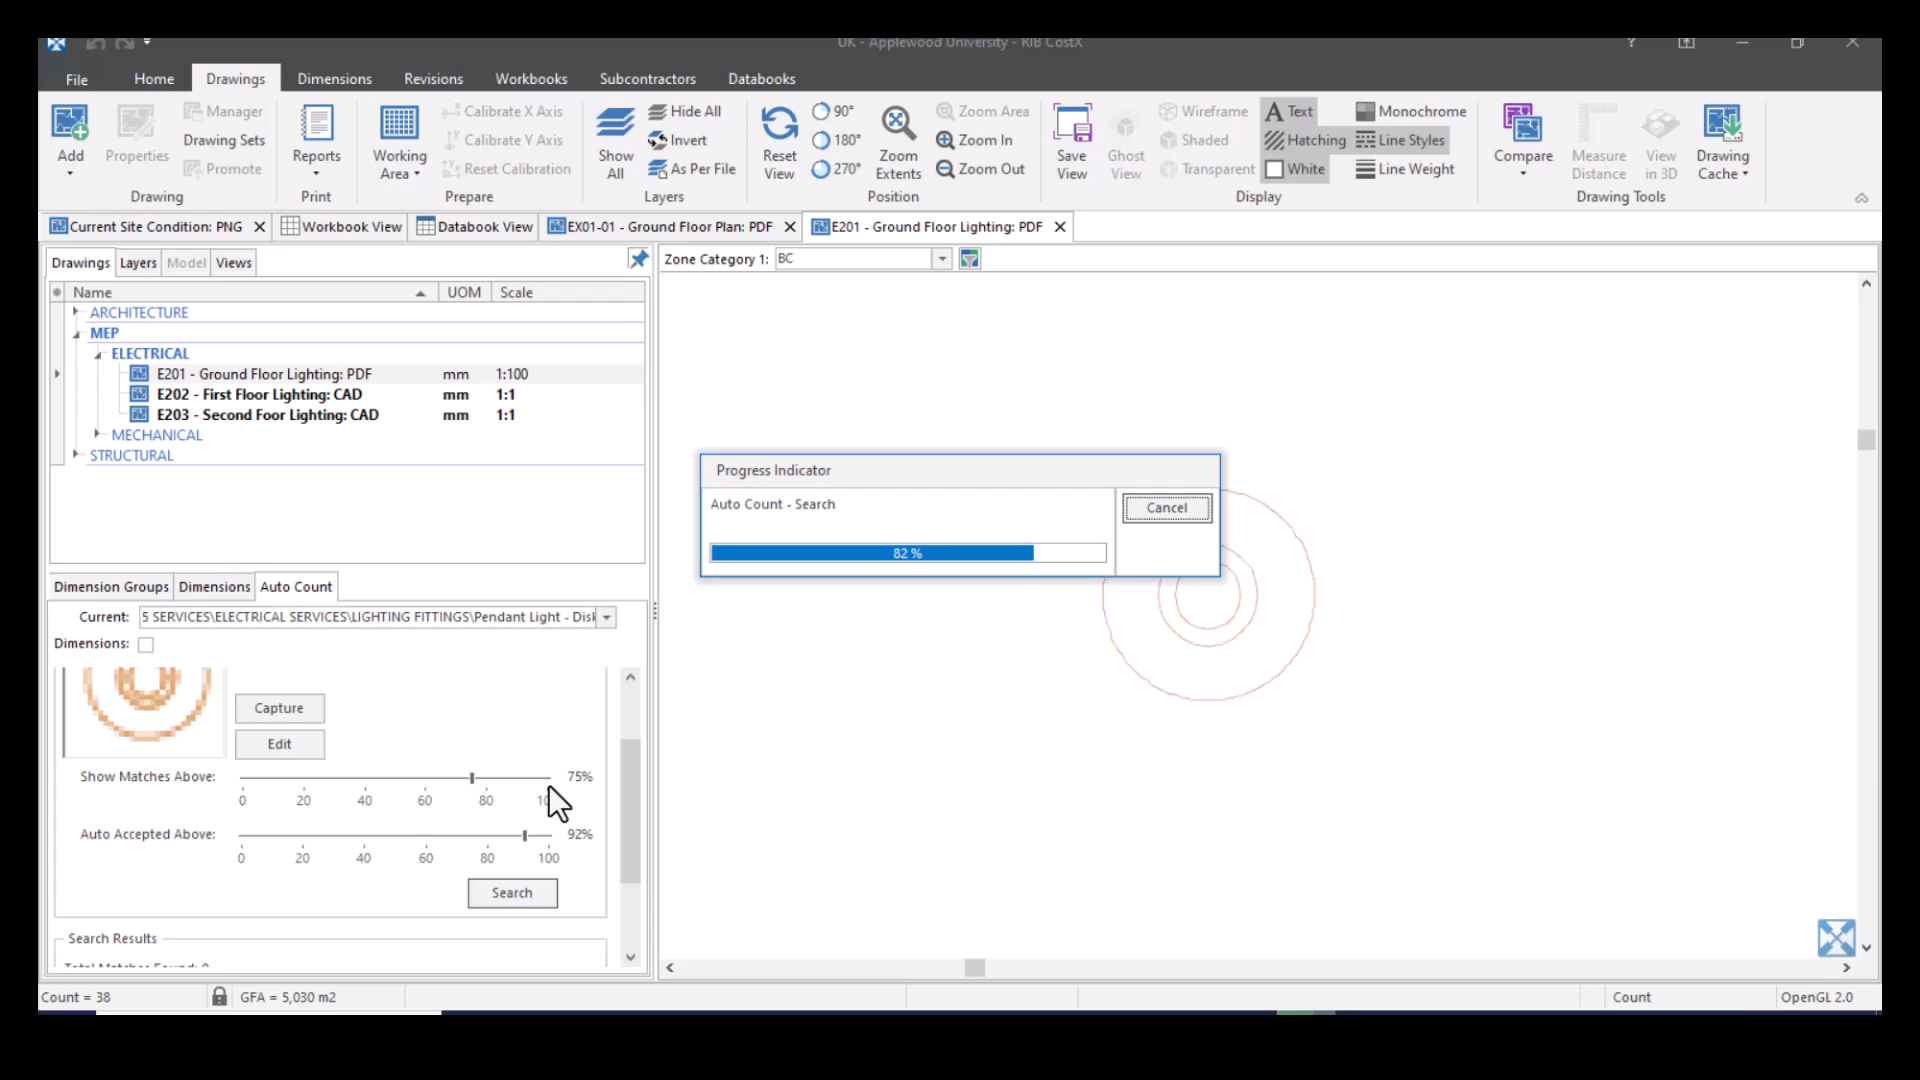 UK - Applewood University - RIB CostX
?
File Home Drawings Dimensions Revisions Workbooks Subcontractors Databooks
Add
Properties
Manager
Drawing Sets
Promote
Drawing
Reports
Print
Working
Area
Calibrate X Axis
Calibrate Y Axis
Reset Calibration
Prepare
Show
All
Hide All
Invert
As Per File
Layers
Reset
View
90°
180°
270°
Zoom
Extents
Zoom Area
Zoom In
Zoom Out
Position
Save
View
Ghost
View
Wireframe
Shaded
Transparent
A Text
Hatching
White
Monochrome
Line Styles
Line Weight
Display
Compare
Measure
Distance
View
in 3D
Drawing
Cache
Drawing Tools
Current Site Condition: PNG Workbook View Databook View EX01-01 - Ground Floor Plan: PDF E201 - Ground Floor Lighting: PDF
Drawings Layers Model Views
Zone Category 1: BC
Name UOM Scale
ARCHITECTURE
MEP
ELECTRICAL
E201 - Ground Floor Lighting: PDF mm 1:100
E202 - First Floor Lighting: CAD mm 1:1
E203 - Second Foor Lighting: CAD mm 1:1
MECHANICAL
STRUCTURAL
Progress Indicator
Auto Count - Search
Cancel
82 %
Dimension Groups Dimensions Auto Count
Current: 5 SERVICES\ELECTRICAL SERVICES\LIGHTING FITTINGS\Pendant Light - Disk
Dimensions:
Capture
Edit
Show Matches Above: 75%
0 20 40 60 80
Auto Accepted Above: 92%
0 20 40 60 80 100
Search
Search Results
Count = 38 GFA = 5,030 m2 Count OpenGL 2.0